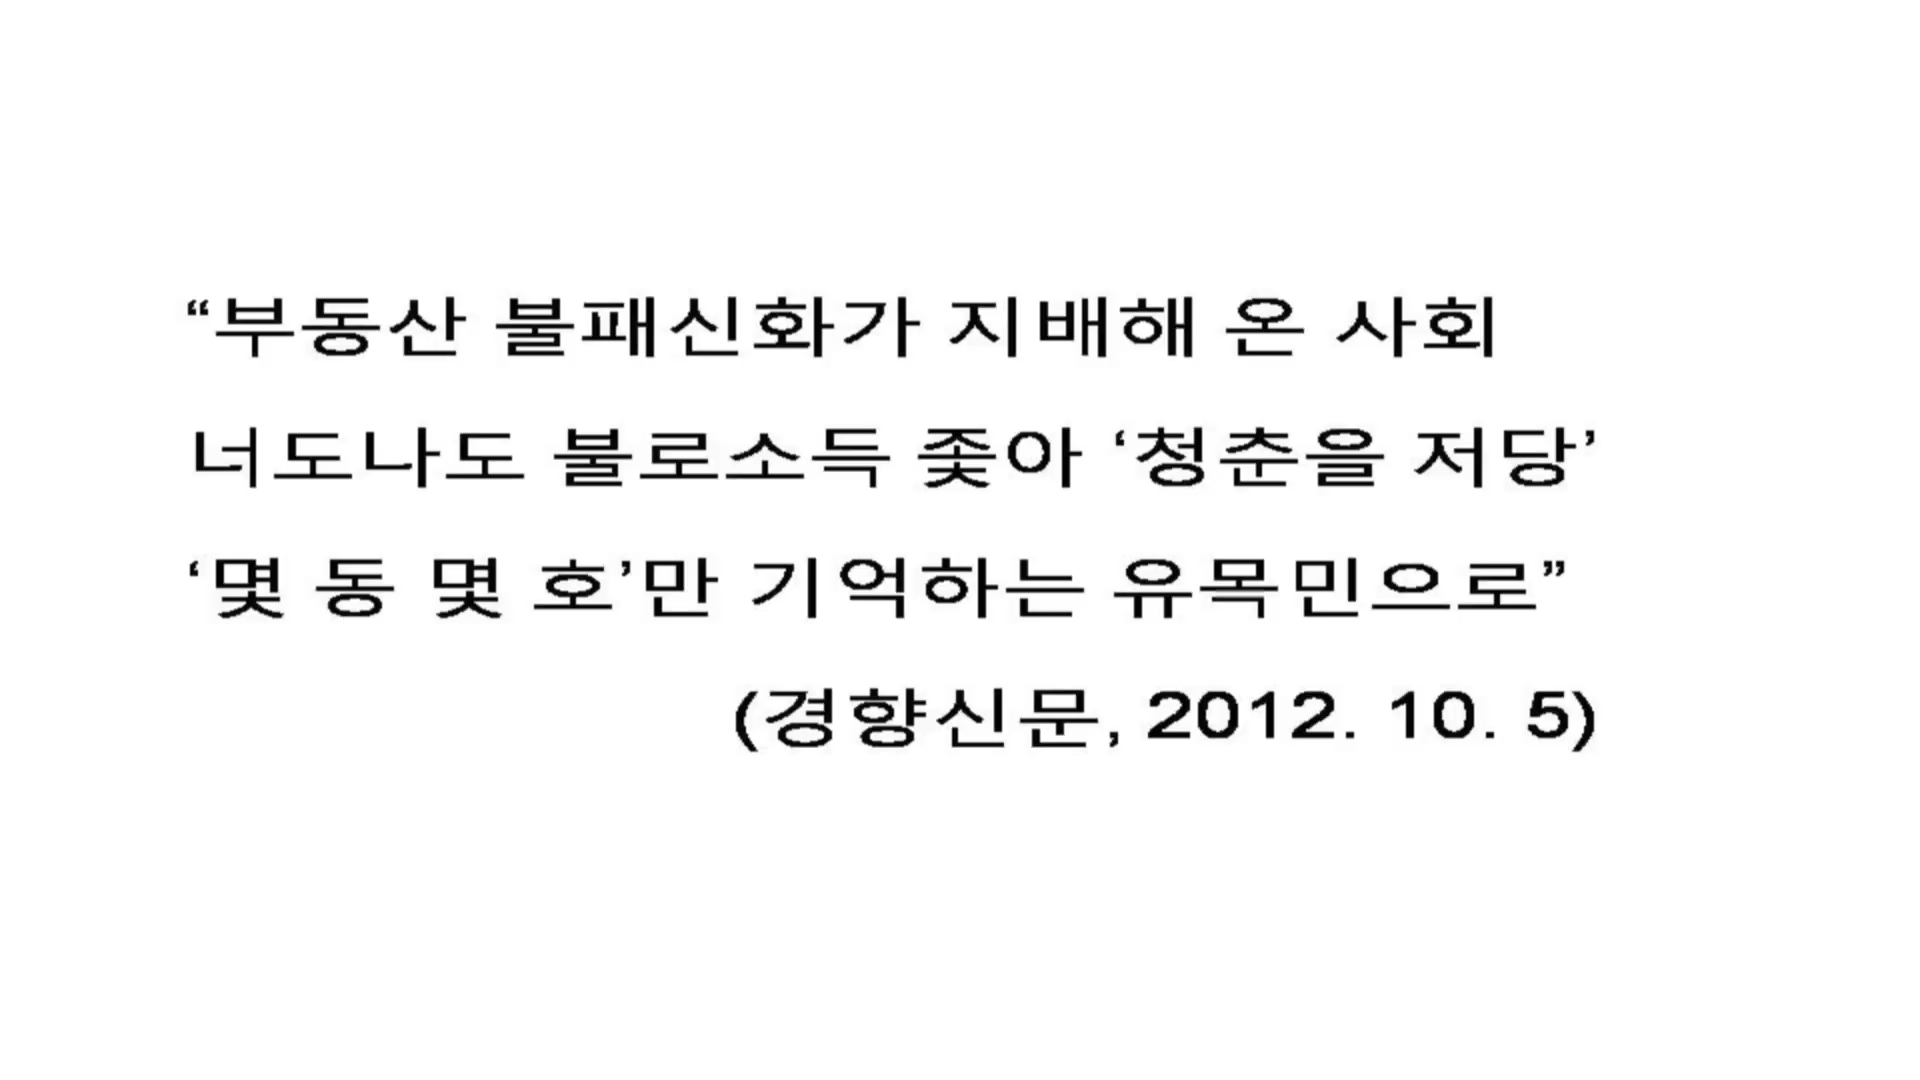 “부동산 불패신화가 지배해 온 사회
너도나도 불로소득 좇아 ‘청춘을 저당’
‘몇 동 몇 호’만 기억하는 유목민으로”
(경향신문, 2012. 10. 5)